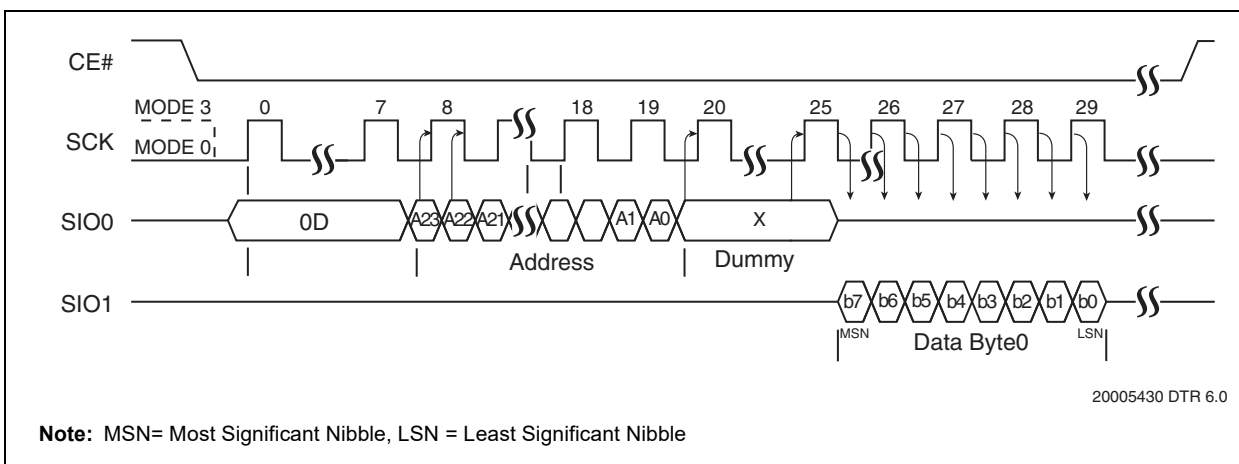 CE#
MODE 3 0 7 8 18 19 20 25 26 27 28 29
SCK
MODE 0
SIO0 0D A23 A22 A21 A1 A0 X
Address Dummy
SIO1 b7 b6 b5 b4 b3 b2 b1 b0
MSN Data Byte0 LSN
20005430 DTR 6.0
Note: MSN= Most Significant Nibble, LSN = Least Significant Nibble